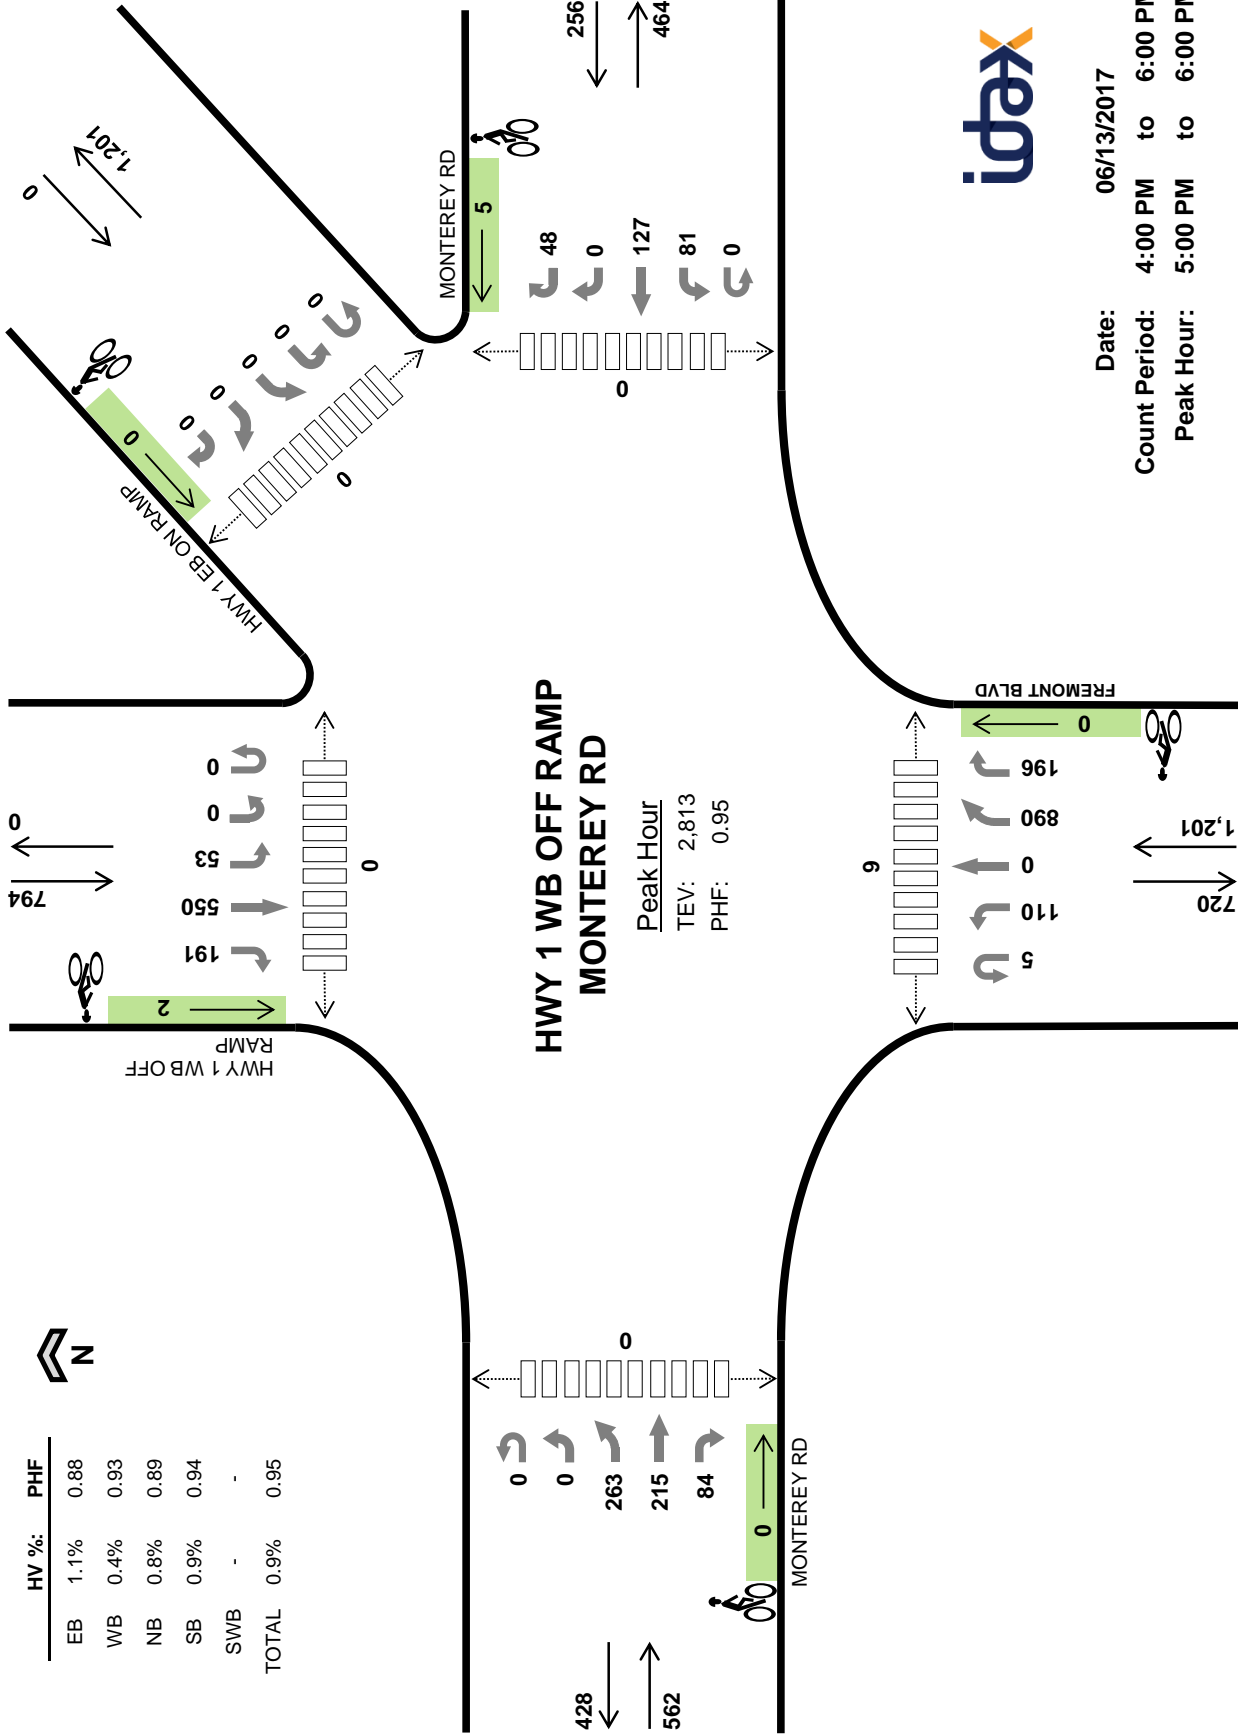 HV %: PHF
EB 1.1% 0.88
WB 0.4% 0.93
NB 0.8% 0.89
SB 0.9% 0.94
SWB - -
TOTAL 0.9% 0.95
N
794
0
0
1,201
HWY 1 WB OFF
RAMP
2
191
550
53
0
0
0
HWY 1 EB ON RAMP
0
0
0
0
0
0
0
MONTEREY RD
5
256
464
48
0
127
81
0
0
HWY 1 WB OFF RAMP
MONTEREY RD
Peak Hour
TEV: 2,813
PHF: 0.95
428
562
0
0
263
215
84
0
0
MONTEREY RD
FREMONT BLVD
0
5
110
0
890
196
720
1,201
idax
Date: 06/13/2017
Count Period: 4:00 PM to 6:00 PM
Peak Hour: 5:00 PM to 6:00 PM